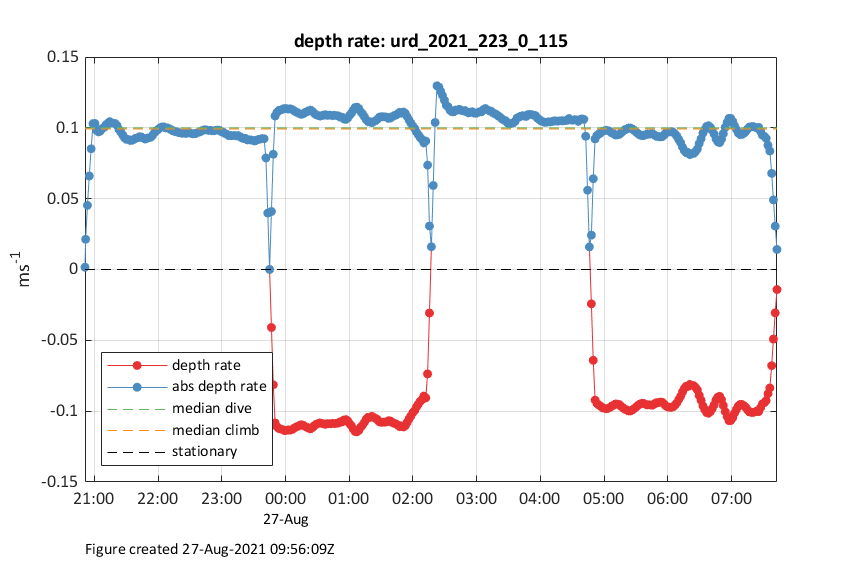 depth rate: urd_2021_223_0_115
0.15
0.1
0.05
0
-0.05
-0.1
-0.15
ms-1
depth rate
abs depth rate
median dive
median climb
stationary
21:00 22:00 23:00 00:00 01:00 02:00 03:00 04:00 05:00 06:00 07:00
27-Aug
Figure created 27-Aug-2021 09:56:09Z